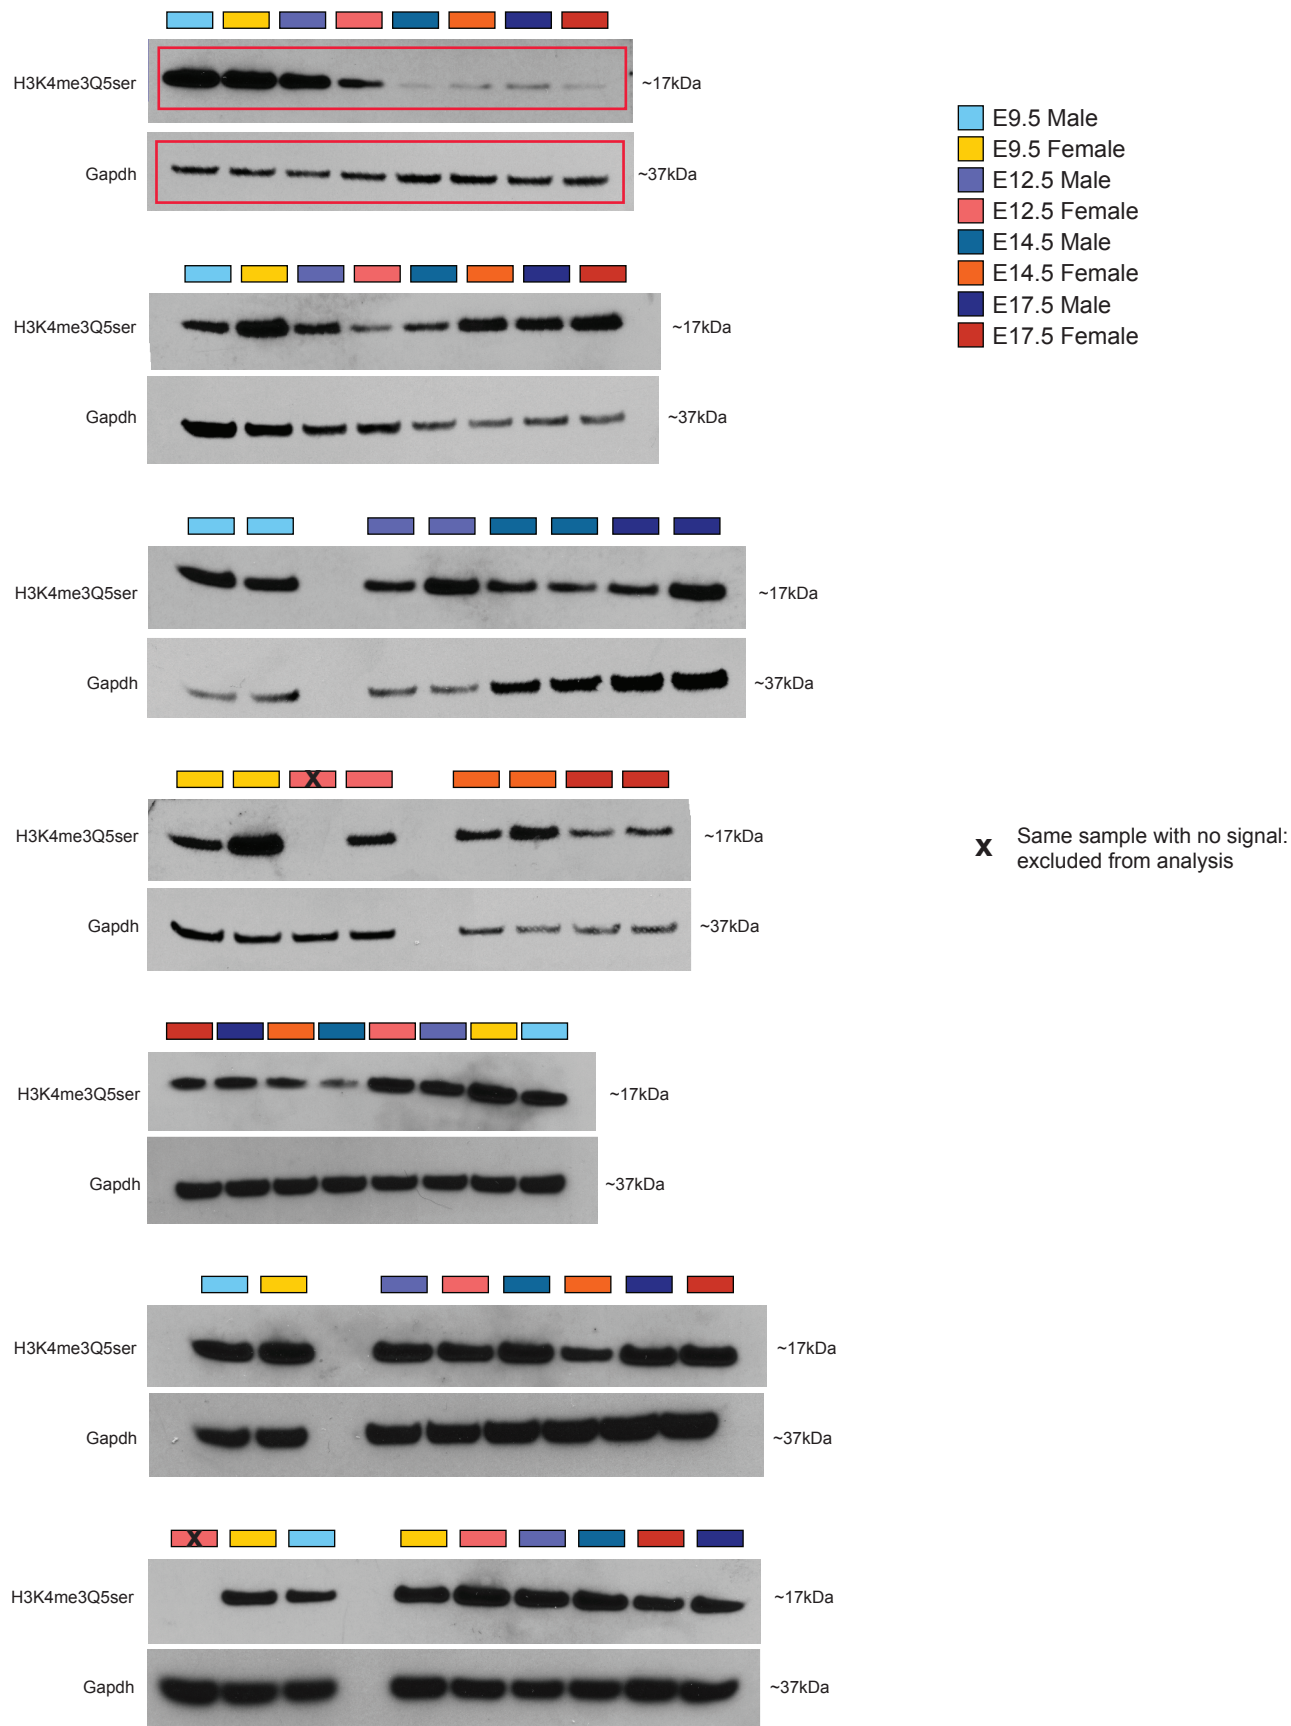 H3K4me3Q5ser
~17kDa
Gapdh
~37kDa
E9.5 Male
E9.5 Female
E12.5 Male
E12.5 Female
E14.5 Male
E14.5 Female
E17.5 Male
E17.5 Female
H3K4me3Q5ser
~17kDa
Gapdh
~37kDa
H3K4me3Q5ser
~17kDa
Gapdh
~37kDa
X
H3K4me3Q5ser
~17kDa
Gapdh
~37kDa
x Same sample with no signal:
excluded from analysis
H3K4me3Q5ser
~17kDa
Gapdh
~37kDa
H3K4me3Q5ser
~17kDa
Gapdh
~37kDa
X
H3K4me3Q5ser
~17kDa
Gapdh
~37kDa